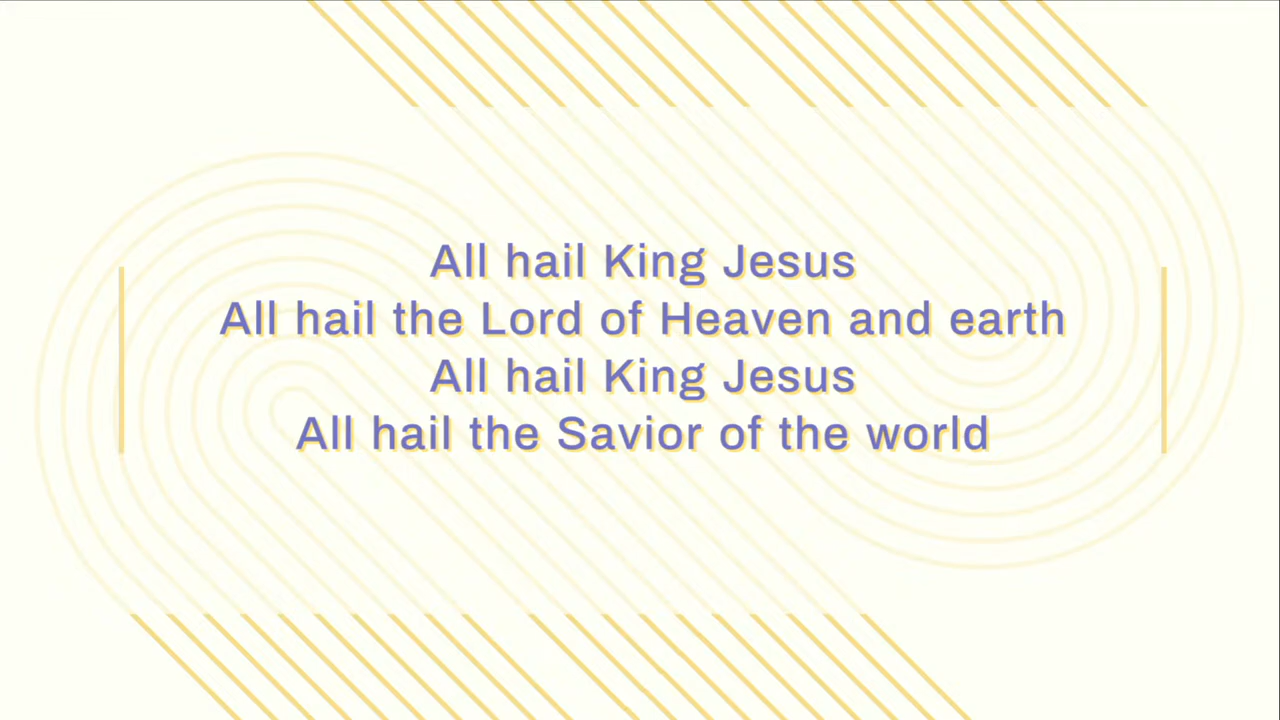 All hail King Jesus
All hail the Lord of Heaven and earth
All hail King Jesus
All hail the Savior of the world